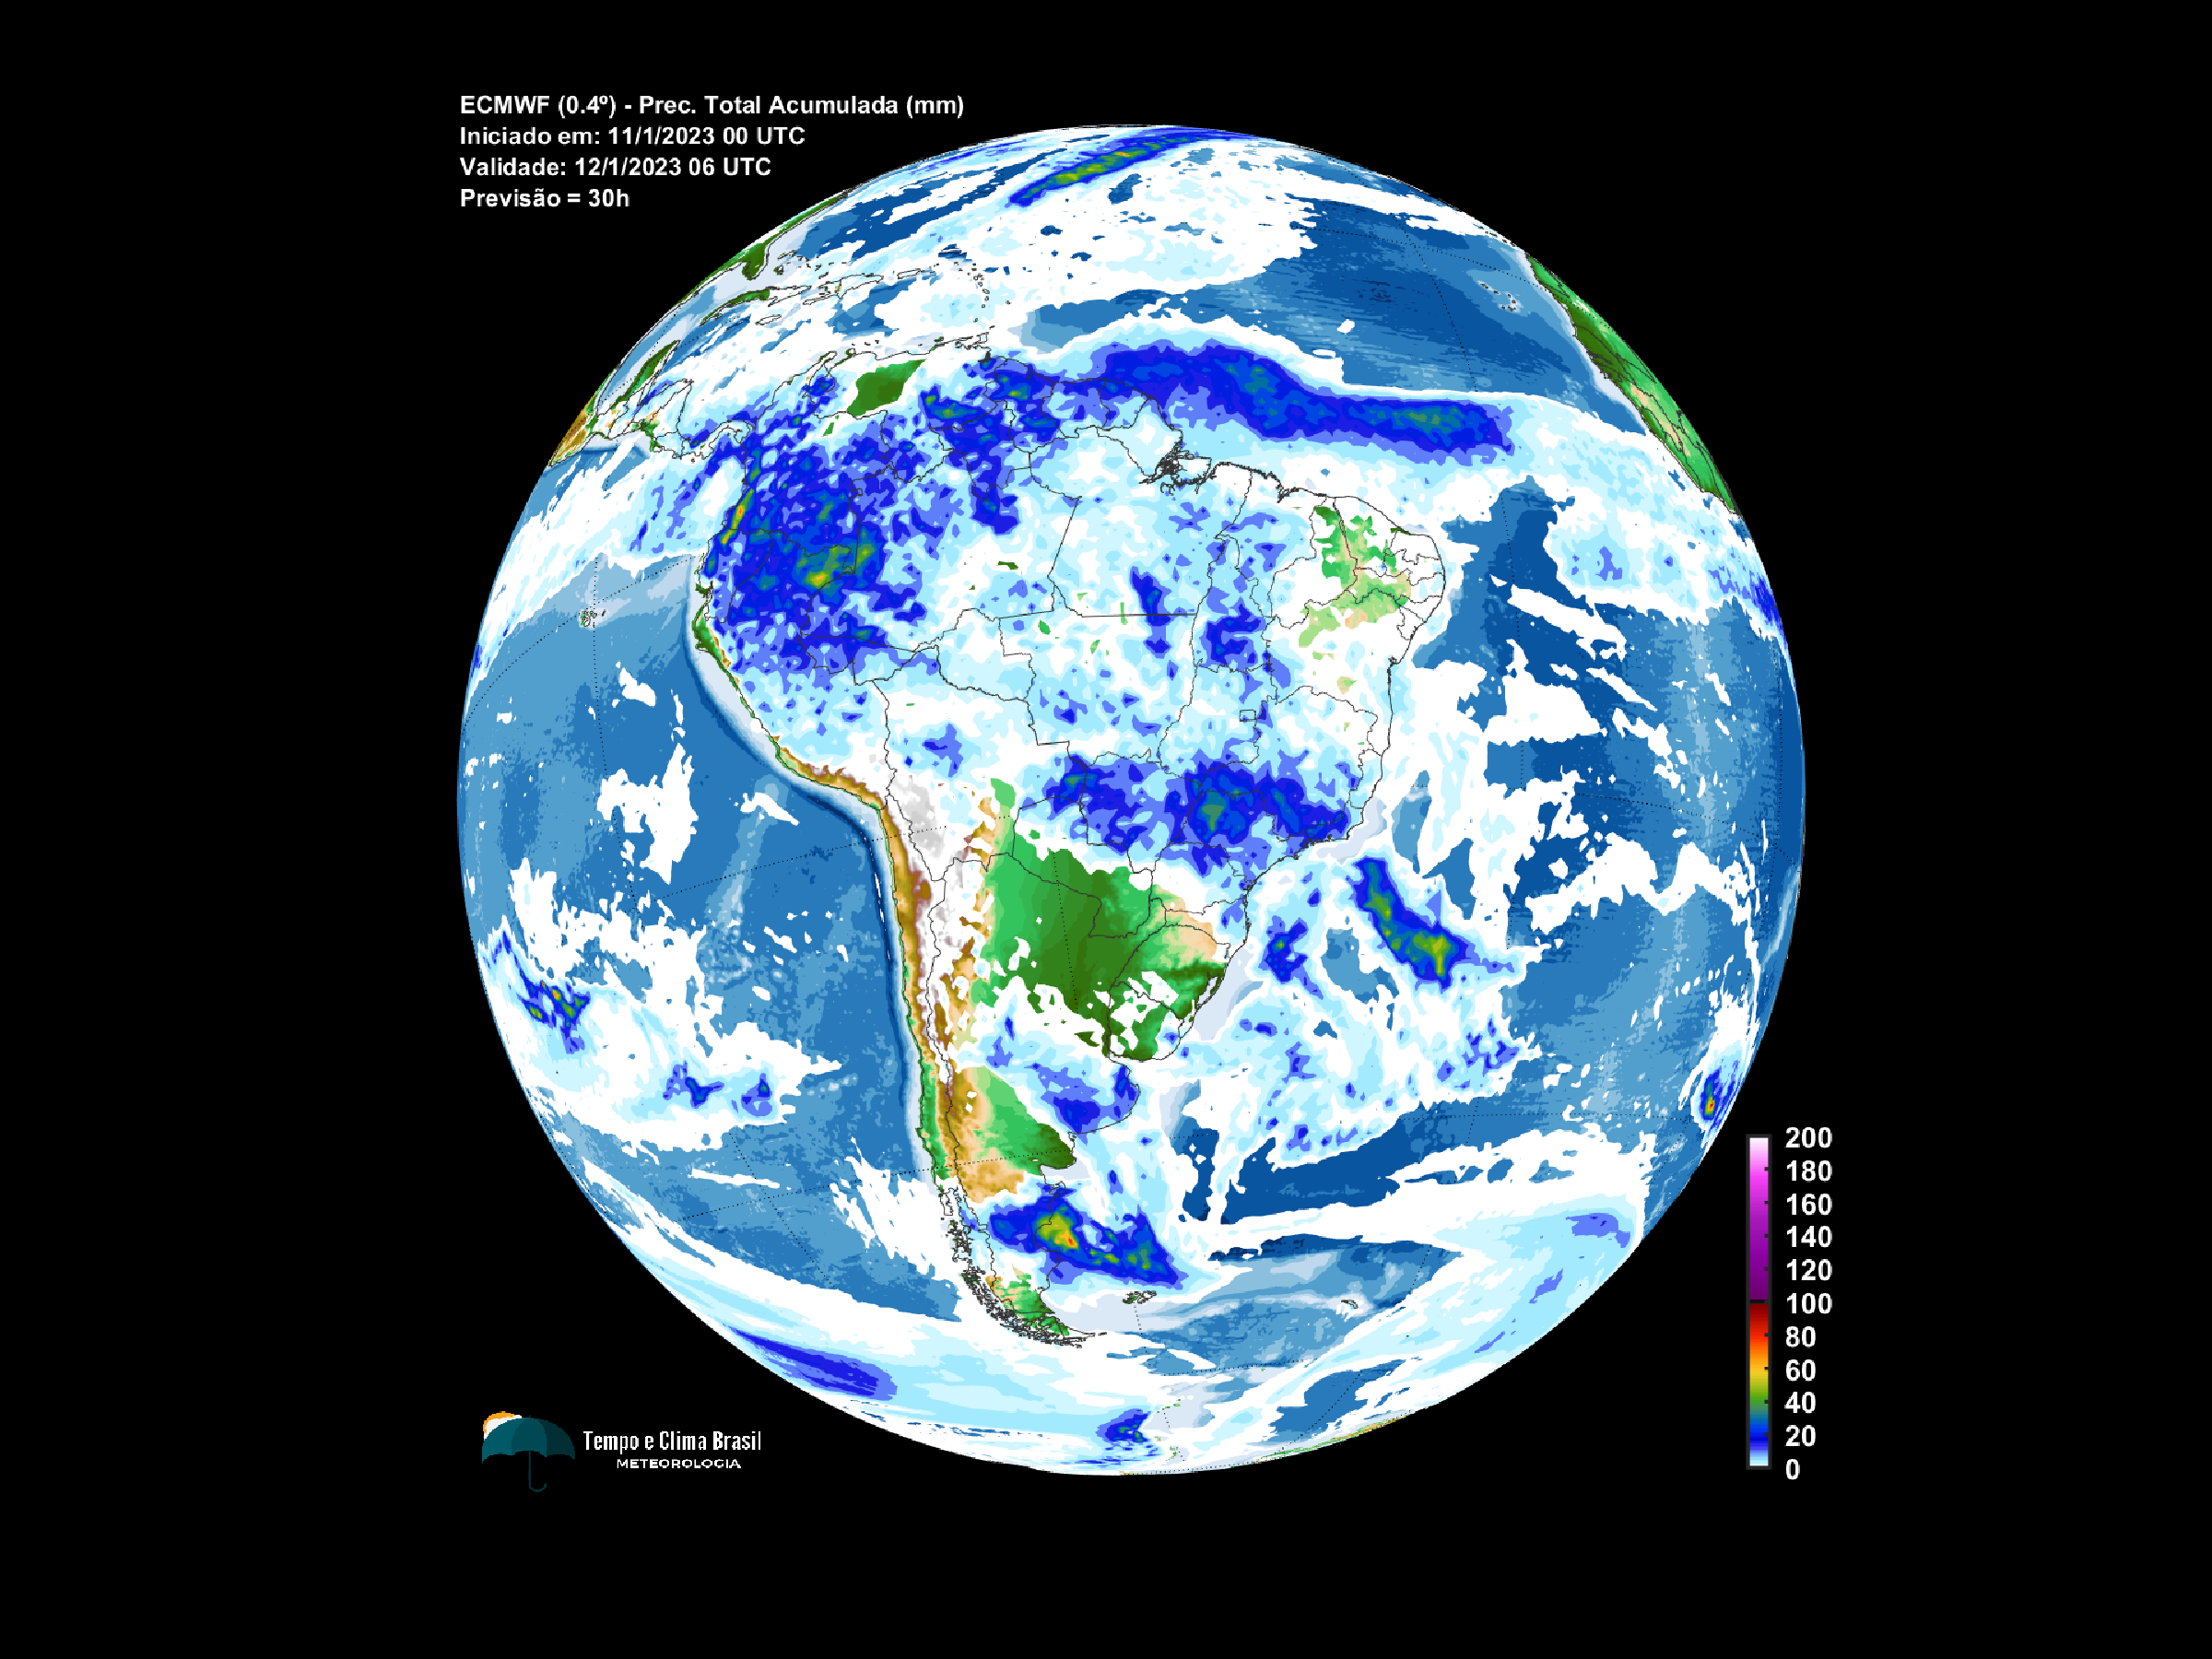 ECMWF (0.4º) - Prec. Total Acumulada (mm)
Iniciado em: 11/1/2023 00 UTC
Validade: 12/1/2023 06 UTC
Previsão = 30h
200
180
160
140
120
100
80
60
40
20
0
Tempo e Clima Brasil
METEOROLOGIA